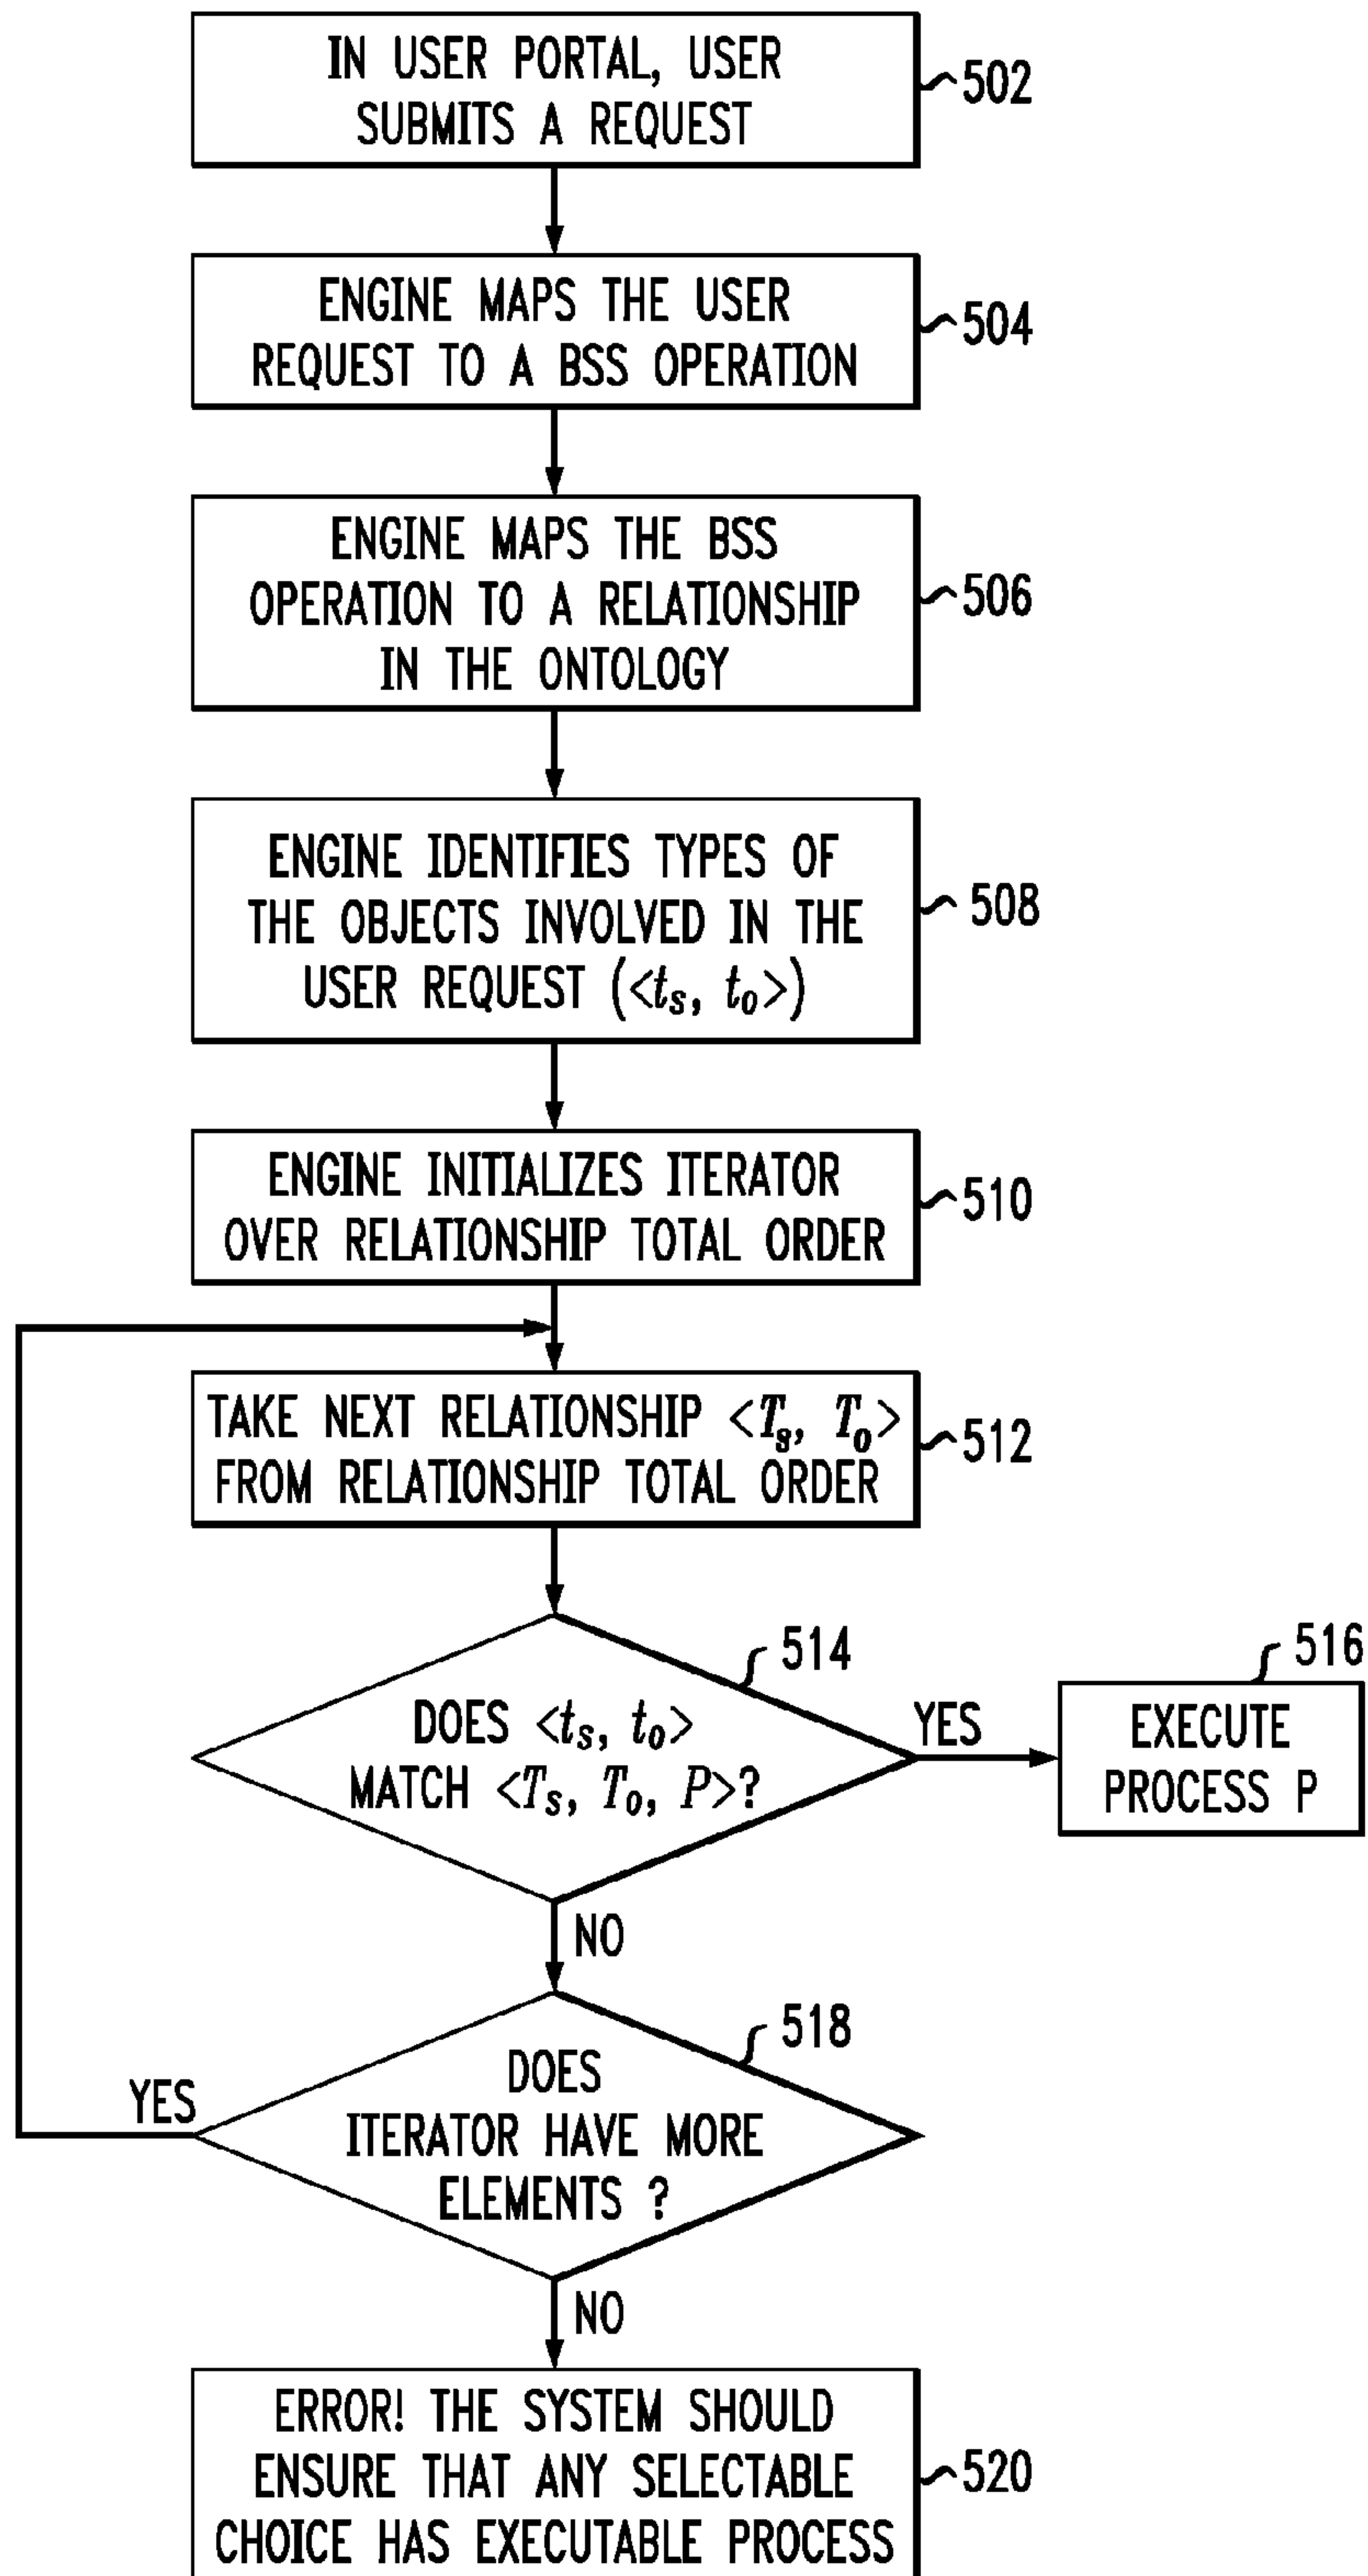 IN USER PORTAL, USER
SUBMITS A REQUEST
502
ENGINE MAPS THE USER
REQUEST TO A BSS OPERATION
504
ENGINE MAPS THE BSS
OPERATION TO A RELATIONSHIP
IN THE ONTOLOGY
506
ENGINE IDENTIFIES TYPES OF
THE OBJECTS INVOLVED IN THE
USER REQUEST (<ts, to>)
508
ENGINE INITIALIZES ITERATOR
OVER RELATIONSHIP TOTAL ORDER
510
TAKE NEXT RELATIONSHIP <Ts, To>
FROM RELATIONSHIP TOTAL ORDER
512
514
DOES <ts, to>
MATCH <Ts, To, P>?
YES
516
EXECUTE
PROCESS P
NO
518
DOES
ITERATOR HAVE MORE
ELEMENTS ?
YES
NO
ERROR! THE SYSTEM SHOULD
ENSURE THAT ANY SELECTABLE
CHOICE HAS EXECUTABLE PROCESS
520